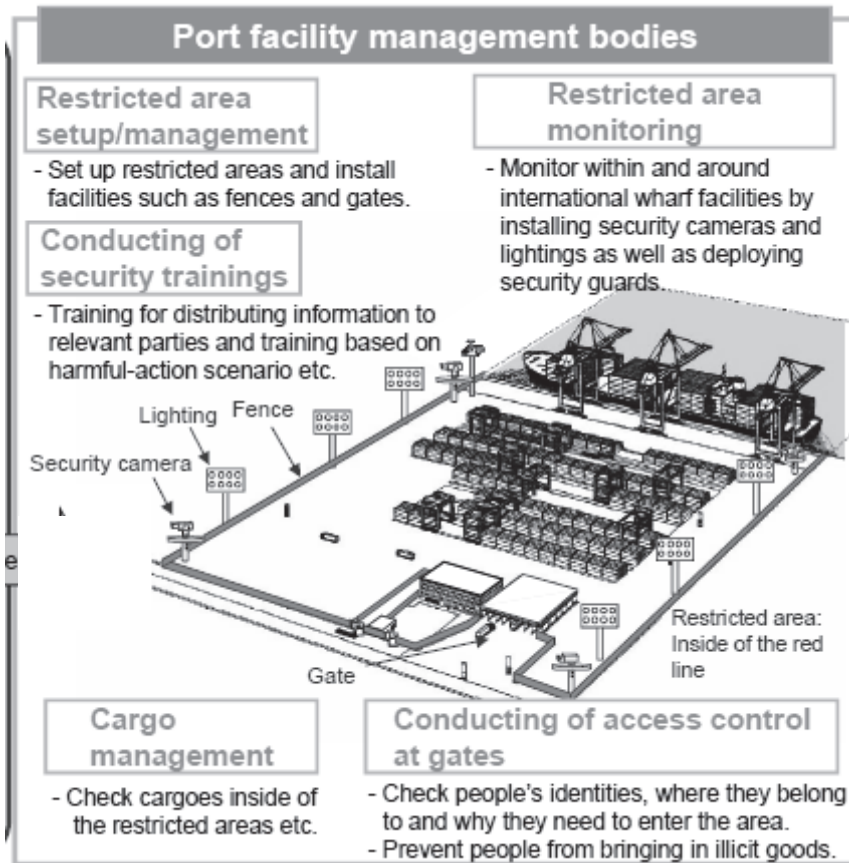 Port facility management bodies
Restricted area
setup/management
- Set up restricted areas and install
facilities such as fences and gates.
Restricted area
monitoring
- Monitor within and around
international wharf facilities by
installing security cameras and
lightings as well as deploying
security guards.
Conducting of
security trainings
- Training for distributing information to
relevant parties and training based on
harmful-action scenario etc.
Lighting
Fence
Security camera
e
Restricted area:
Inside of the red
line
Gate
Cargo
management
- Check cargoes inside of
the restricted areas etc.
Conducting of access control
at gates
- Check people's identities, where they belong
to and why they need to enter the area.
- Prevent people from bringing in illicit goods.